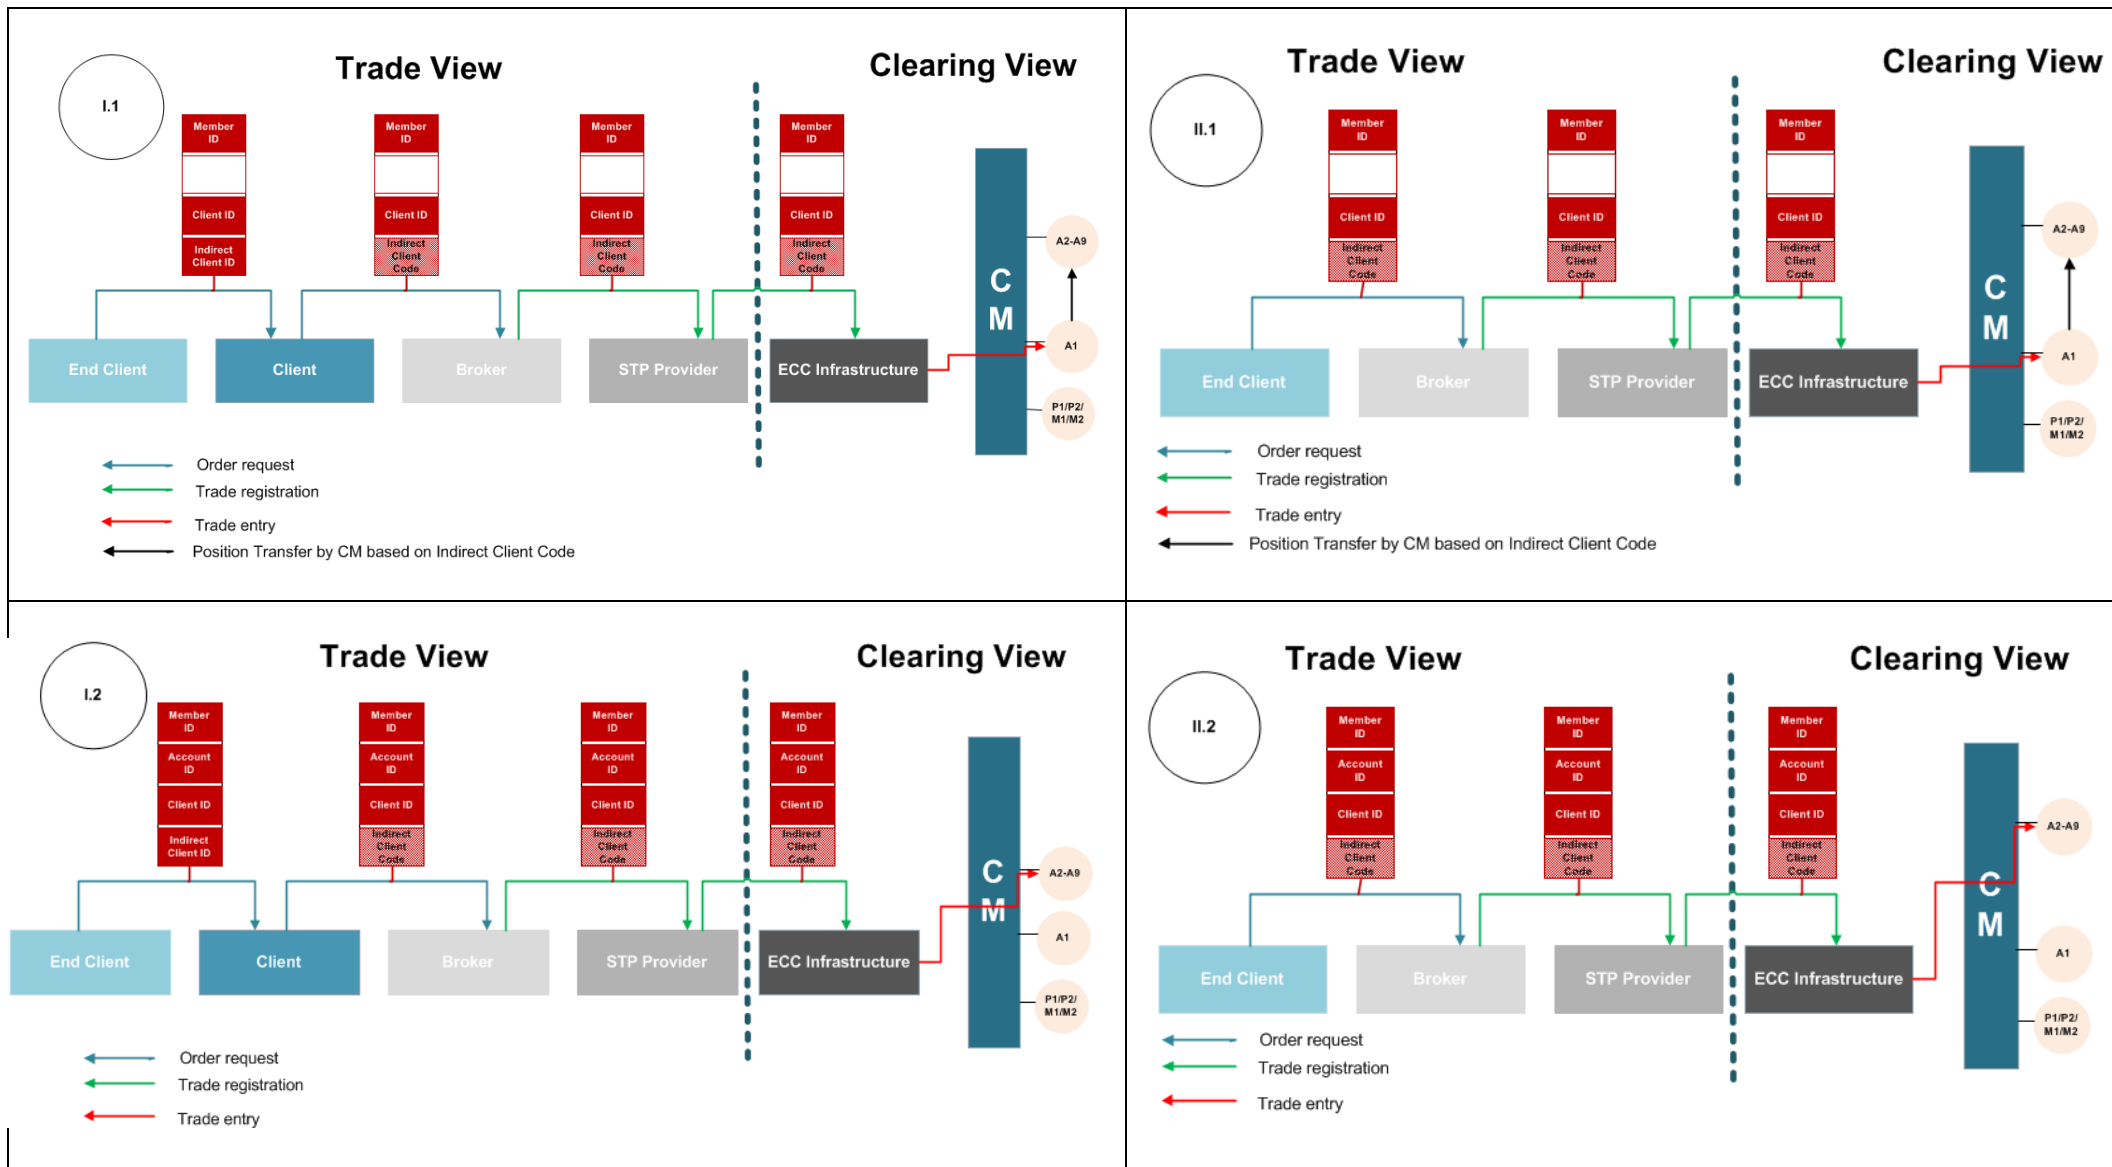 Trade View
Clearing View
I.1
Member
ID
Client ID
Indirect
Client ID
Member
ID
Client ID
Indirect
Client
Code
Member
ID
Client ID
Indirect
Client
Code
Member
ID
Client ID
Indirect
Client
Code
C
M
A2-A9
A1
P1/P2/
M1/M2
End Client
Client
Broker
STP Provider
ECC Infrastructure
Order request
Trade registration
Trade entry
Position Transfer by CM based on Indirect Client Code
Trade View
Clearing View
II.1
Member
ID
Client ID
Indirect
Client
Code
Member
ID
Client ID
Indirect
Client
Code
Member
ID
Client ID
Indirect
Client
Code
C
M
A2-A9
A1
P1/P2/
M1/M2
End Client
Broker
STP Provider
ECC Infrastructure
Order request
Trade registration
Trade entry
Position Transfer by CM based on Indirect Client Code
Trade View
Clearing View
I.2
Member
ID
Account
ID
Client ID
Indirect
Client ID
Member
ID
Account
ID
Client ID
Indirect
Client
Code
Member
ID
Account
ID
Client ID
Indirect
Client
Code
Member
ID
Account
ID
Client ID
Indirect
Client
Code
C
M
A2-A9
A1
P1/P2/
M1/M2
End Client
Client
Broker
STP Provider
ECC Infrastructure
Order request
Trade registration
Trade entry
Trade View
Clearing View
II.2
Member
ID
Account
ID
Client ID
Indirect
Client
Code
Member
ID
Account
ID
Client ID
Indirect
Client
Code
Member
ID
Account
ID
Client ID
Indirect
Client
Code
C
M
A2-A9
A1
P1/P2/
M1/M2
End Client
Broker
STP Provider
ECC Infrastructure
Order request
Trade registration
Trade entry